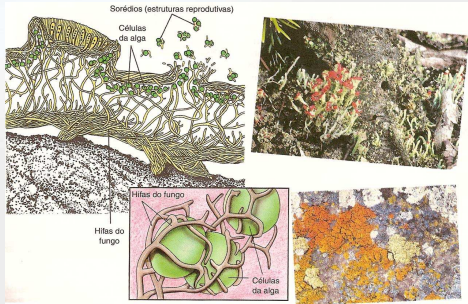 Sorédios (estruturas reprodutivas)
Células
da alga
Hifas do
fungo
Hifas do fungo
Células
da alga